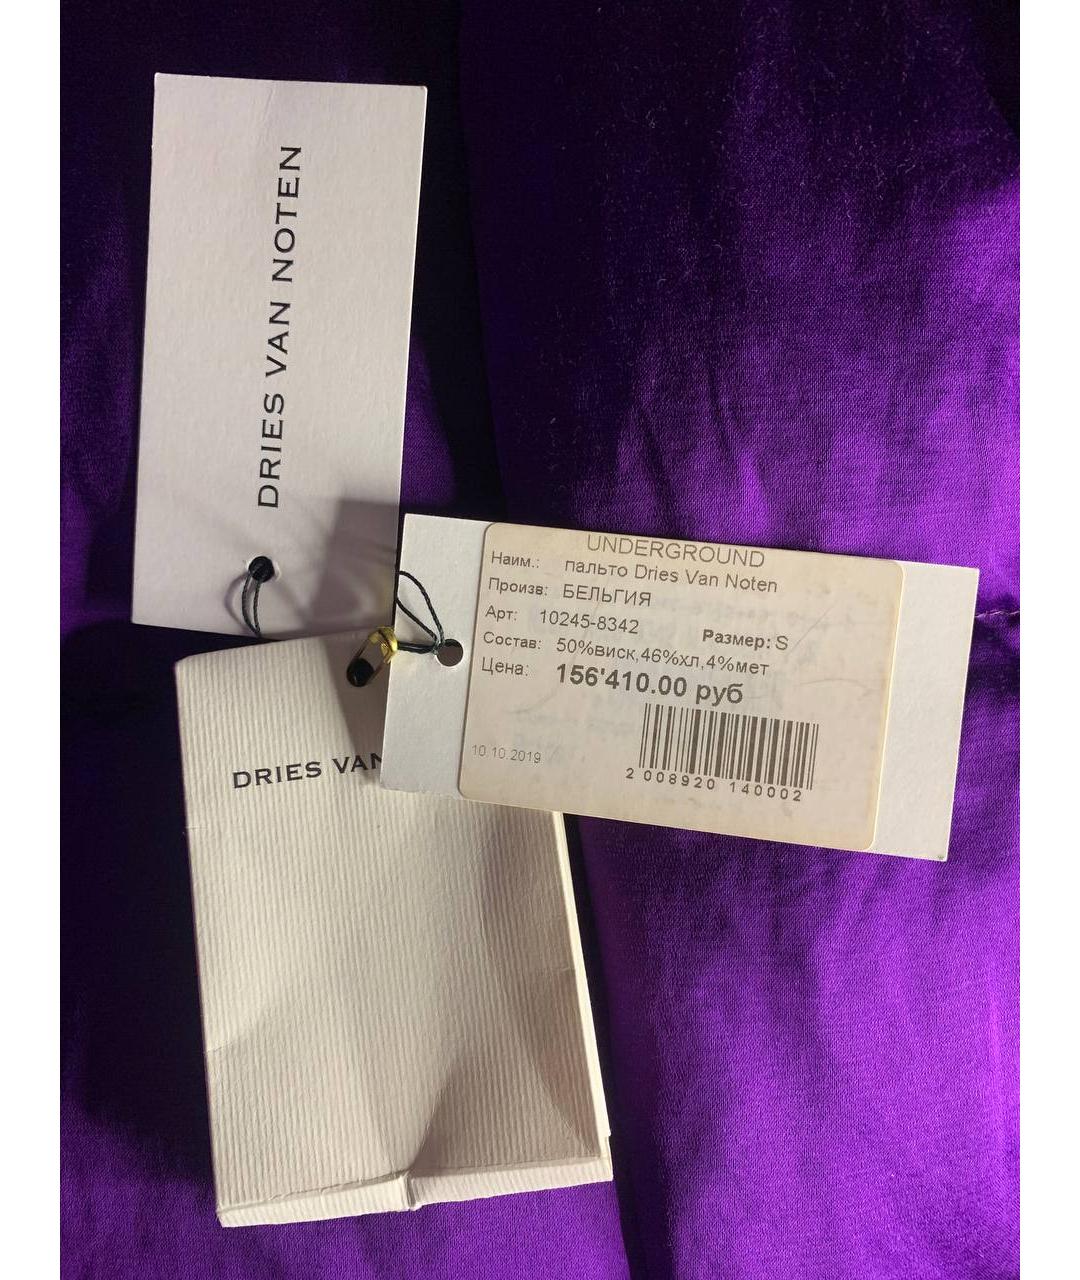 DRIES VAN NOTEN
UNDERGROUND
Наим.: пальто Dries Van Noten
Произв: БЕЛЬГИЯ
Арт: 10245-8342 Размер: S
Состав: 50%виск,46%хл,4%мет
Цена: 156'410.00 руб
10.10.2019
2 008920 140002
DRIES VAN